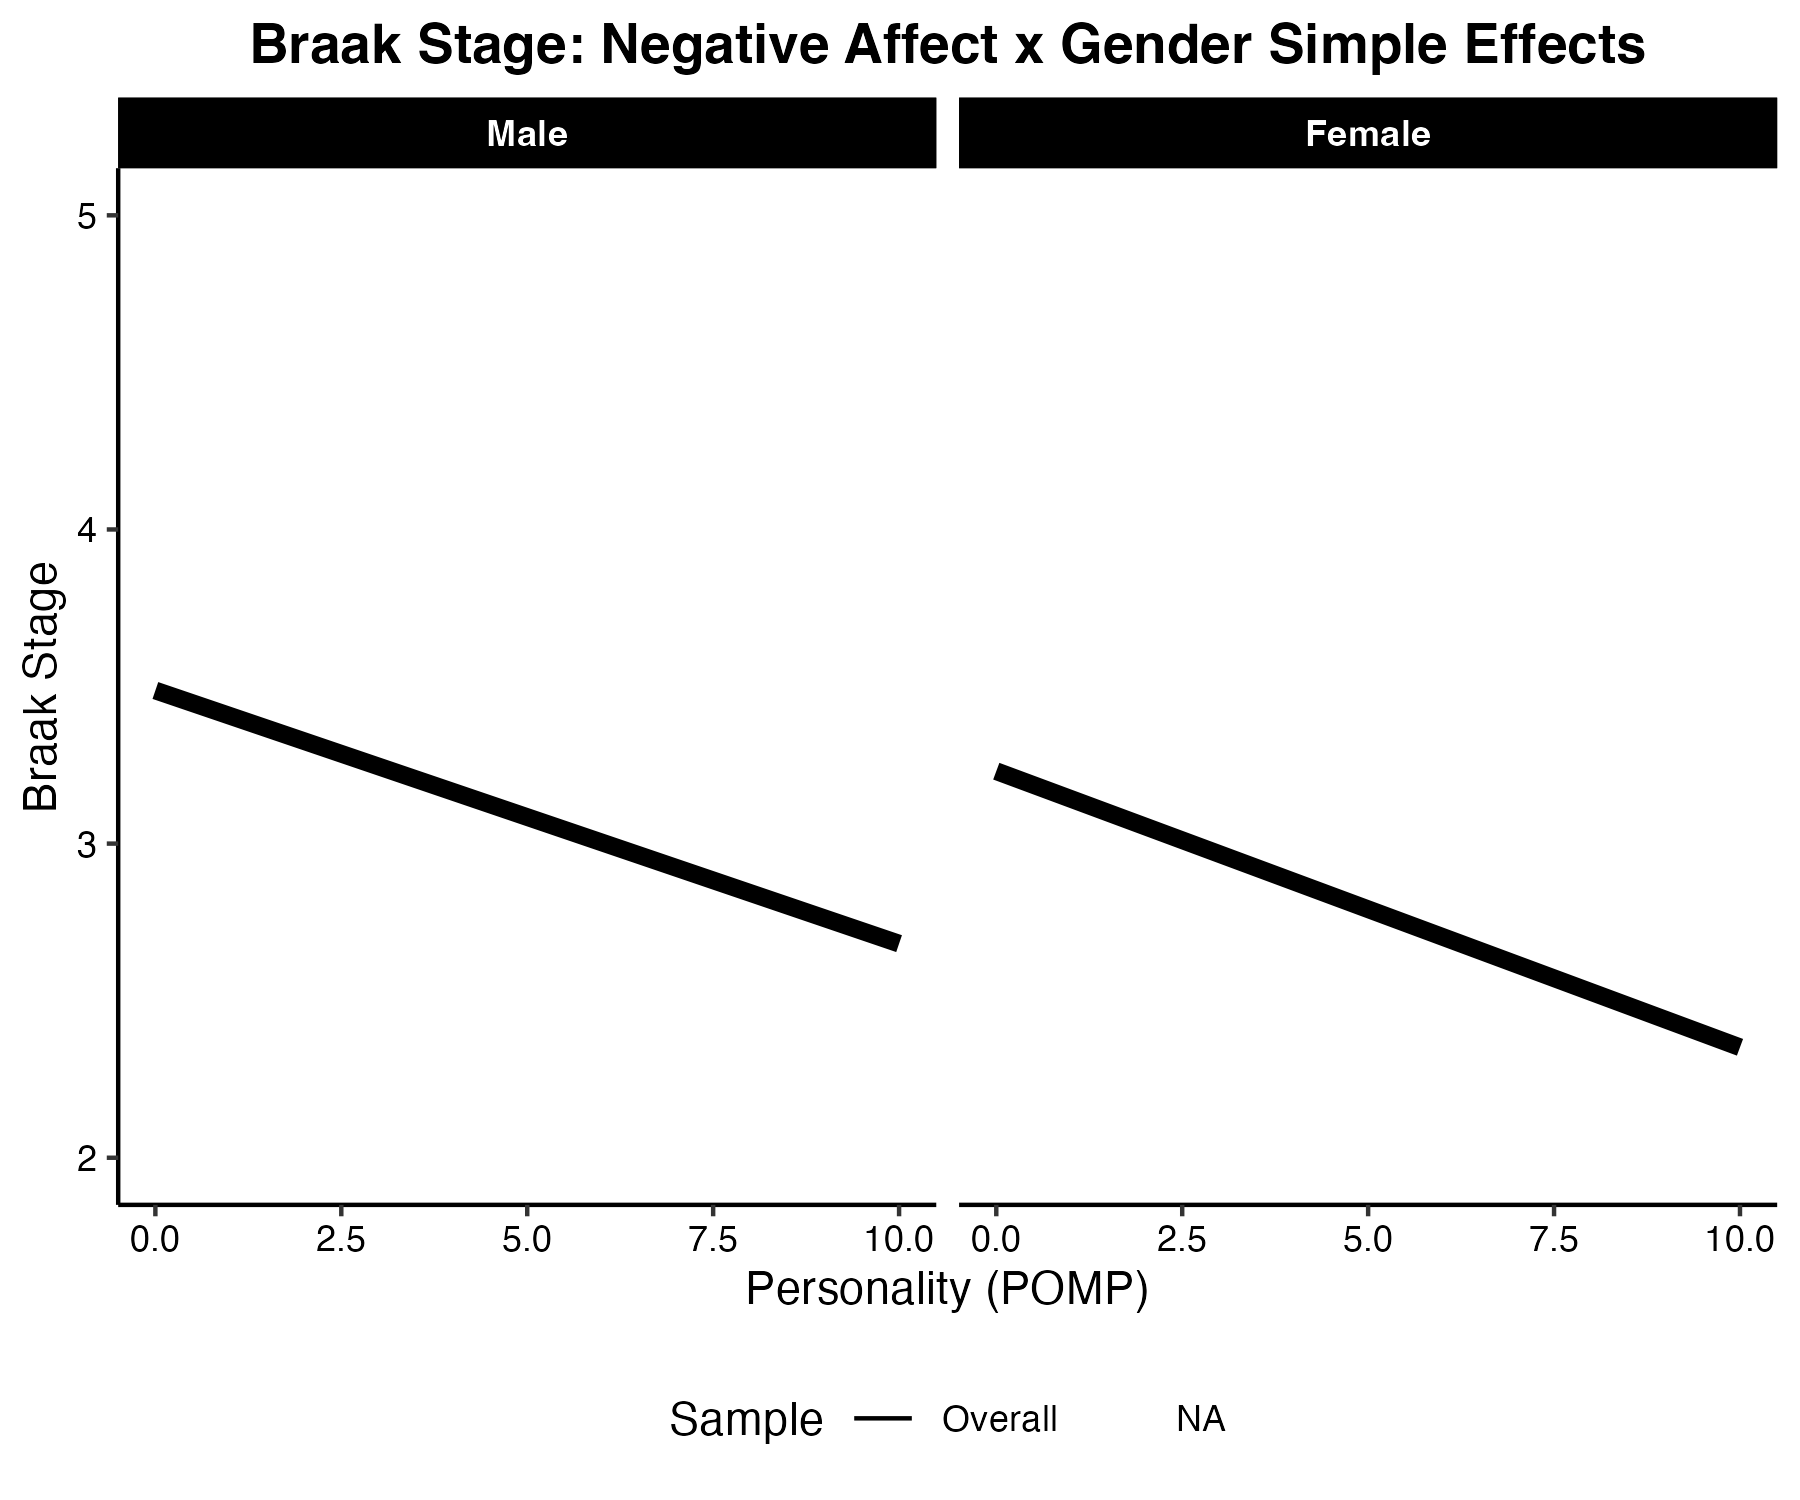 Braak Stage: Negative Affect x Gender Simple Effects
Male
Female
Braak Stage
5
4
3
2
0.0 2.5 5.0 7.5 10.0
0.0 2.5 5.0 7.5 10.0
Personality (POMP)
Sample Overall NA